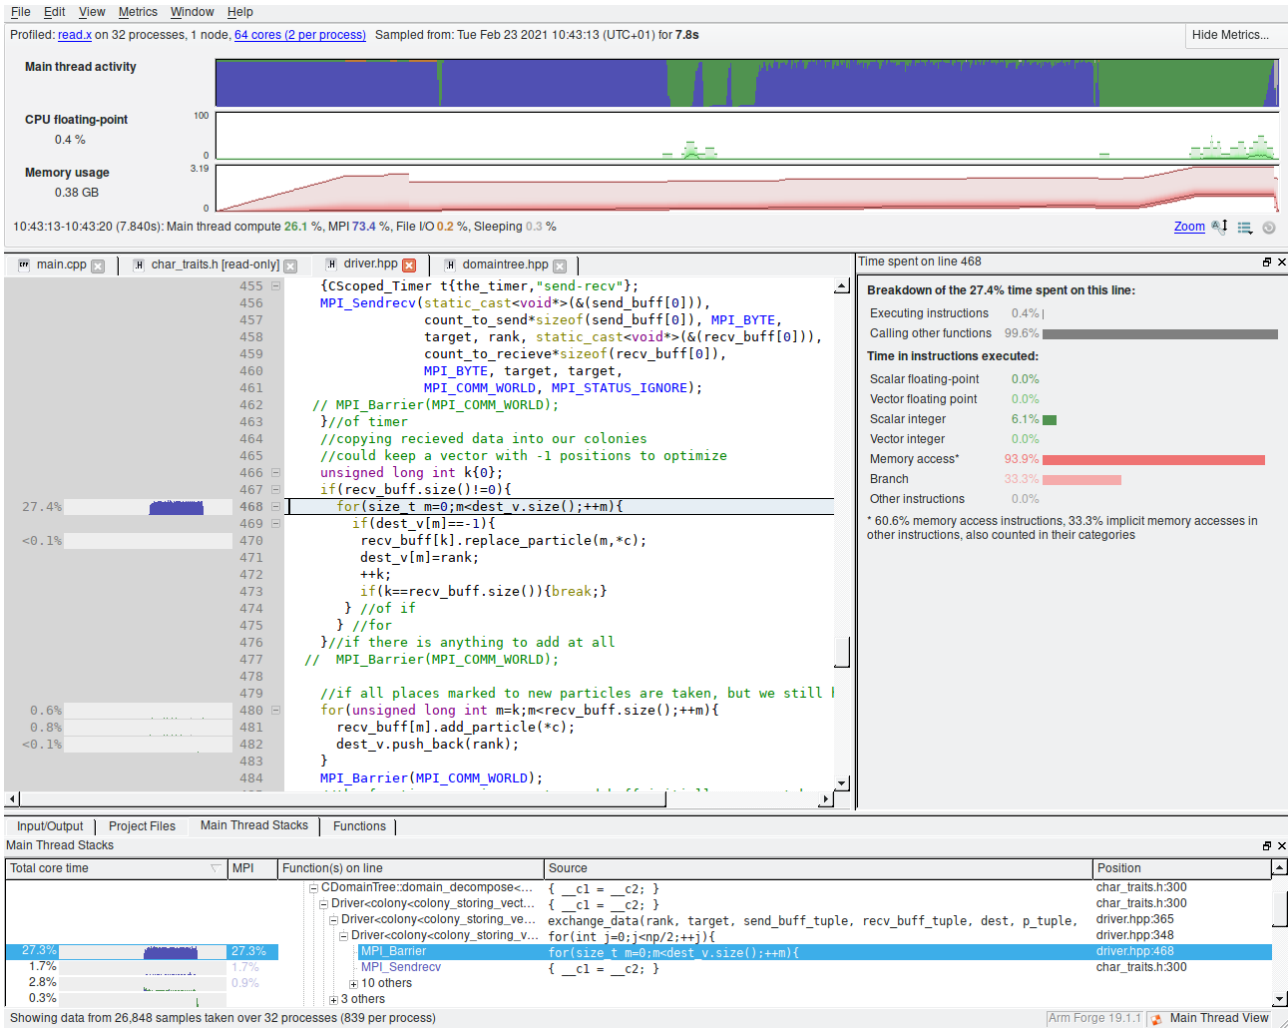 File Edit View Metrics Window Help
Profiled: read.x on 32 processes, 1 node, 64 cores (2 per process) Sampled from: Tue Feb 23 2021 10:43:13 (UTC+01) for 7.8s
Hide Metrics...
Main thread activity
CPU floating-point
0.4 %
100
0
Memory usage
0.38 GB
3.19
0
10:43:13-10:43:20 (7.840s): Main thread compute 26.1 %, MPI 73.4 %, File I/O 0.2 %, Sleeping 0.3 %
Zoom
main.cpp char_traits.h [read-only] driver.hpp domaintree.hpp
455 {CScoped_Timer t{the_timer,"send-recv"};
456 MPI_Sendrecv(static_cast<void*>(&(send_buff[0])),
457 count_to_send*sizeof(send_buff[0]), MPI_BYTE,
458 target, rank, static_cast<void*>(&(recv_buff[0])),
459 count_to_recieve*sizeof(recv_buff[0]),
460 MPI_BYTE, target, target,
461 MPI_COMM_WORLD, MPI_STATUS_IGNORE);
462 // MPI_Barrier(MPI_COMM_WORLD);
463 }//of timer
464 //copying recieved data into our colonies
465 //could keep a vector with -1 positions to optimize
466 unsigned long int k{0};
467 if(recv_buff.size()!=0){
27.4% 468 for(size_t m=0;m<dest_v.size();++m){
469 if(dest_v[m]==-1){
<0.1% 470 recv_buff[k].replace_particle(m,*c);
471 dest_v[m]=rank;
472 ++k;
473 if(k==recv_buff.size()){break;}
474 } //of if
475 } //for
476 }//if there is anything to add at all
477 // MPI_Barrier(MPI_COMM_WORLD);
478
479 //if all places marked to new particles are taken, but we still
0.6% 480 for(unsigned long int m=k;m<recv_buff.size();++m){
0.8% 481 recv_buff[m].add_particle(*c);
<0.1% 482 dest_v.push_back(rank);
483 }
484 MPI_Barrier(MPI_COMM_WORLD);
Time spent on line 468
Breakdown of the 27.4% time spent on this line:
Executing instructions 0.4%
Calling other functions 99.6%
Time in instructions executed:
Scalar floating-point 0.0%
Vector floating point 0.0%
Scalar integer 6.1%
Vector integer 0.0%
Memory access* 93.9%
Branch 33.3%
Other instructions 0.0%
* 60.6% memory access instructions, 33.3% implicit memory accesses in
other instructions, also counted in their categories
Input/Output Project Files Main Thread Stacks Functions
Main Thread Stacks
Total core time MPI Function(s) on line Source Position
CDomainTree::domain_decompose<... { __c1 = __c2; } char_traits.h:300
Driver<colony<colony_storing_vect... { __c1 = __c2; } char_traits.h:300
Driver<colony<colony_storing_ve... exchange_data(rank, target, send_buff_tuple, recv_buff_tuple, dest, p_tuple, driver.hpp:365
Driver<colony<colony_storing_v... for(int j=0;j<np/2;++j){ driver.hpp:348
27.3% 27.3% MPI_Barrier for(size_t m=0;m<dest_v.size();++m){ driver.hpp:468
1.7% 1.7% MPI_Sendrecv { __c1 = __c2; } char_traits.h:300
2.8% 0.9% 10 others
0.3% 3 others
Showing data from 26,848 samples taken over 32 processes (839 per process)
Arm Forge 19.1.1 Main Thread View